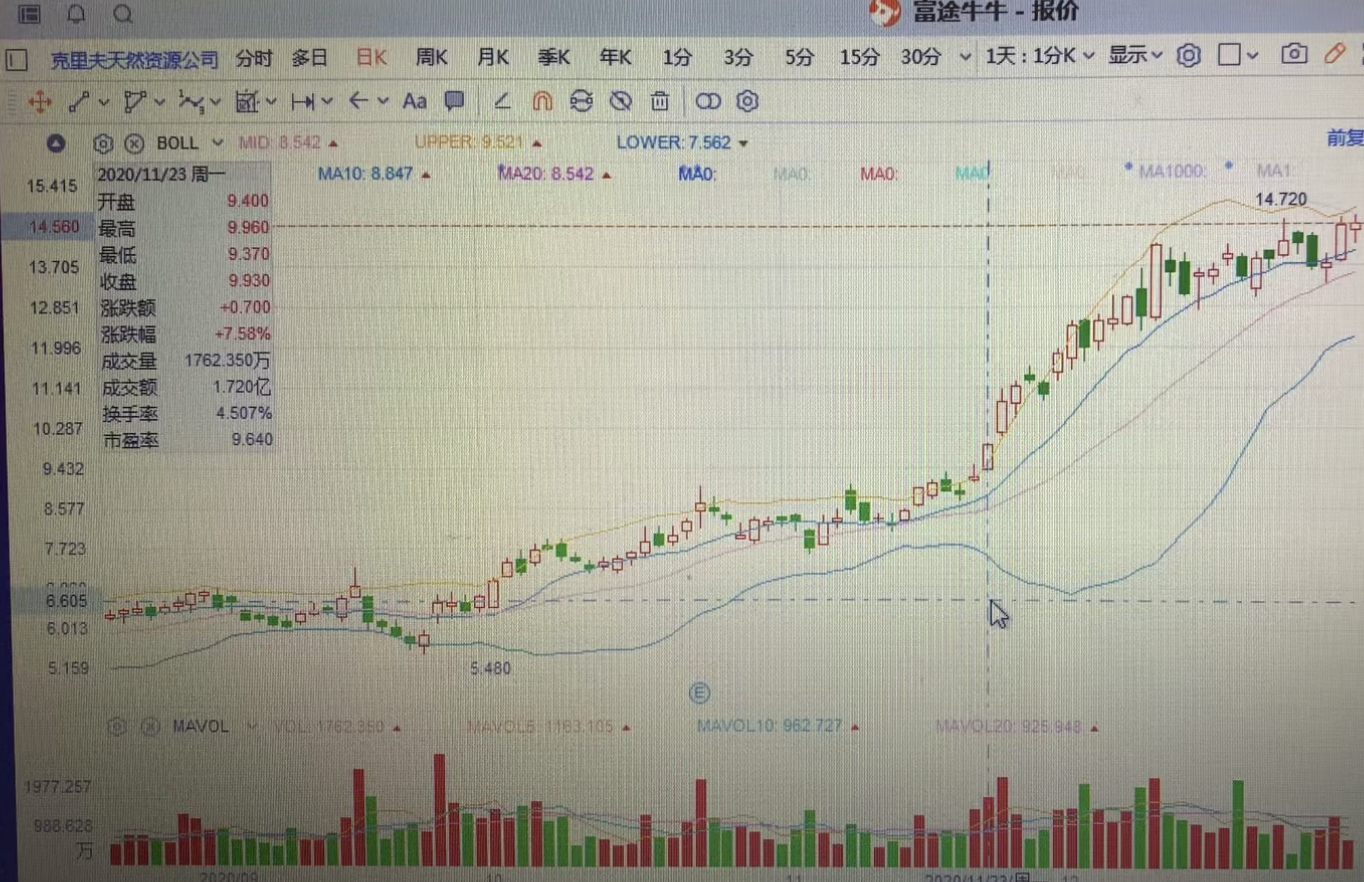 富途牛牛 - 报价
克里夫天然资源公司 分时 多日 日K 周K 月K 季K 年K 1分 3分 5分 15分 30分 1天 : 1分K 显示
Aa
BOLL MID: 8.542 UPPER: 9.521 LOWER: 7.562 前复
2020/11/23 周一 MA10: 8.847 MA20: 8.542 MA0: MA0: MA0: MA0 MA0: MA1000: MA1:
15.415
14.720
开盘 9.400
14.560
最高 9.960
最低 9.370
13.705
收盘 9.930
12.851
涨跌额 +0.700
涨跌幅 +7.58%
11.996
成交量 1762.350万
11.141
成交额 1.720亿
换手率 4.507%
10.287
市盈率 9.640
9.432
8.577
7.723
6.605
6.013
5.159
5.480
E
MAVOL VOL: 1762.350 MAVOL5: 1183.105 MAVOL10: 962.727 MAVOL20: 925.948
1977.257
988.628
万
2020/09 10 11 2020/11/23/周 12